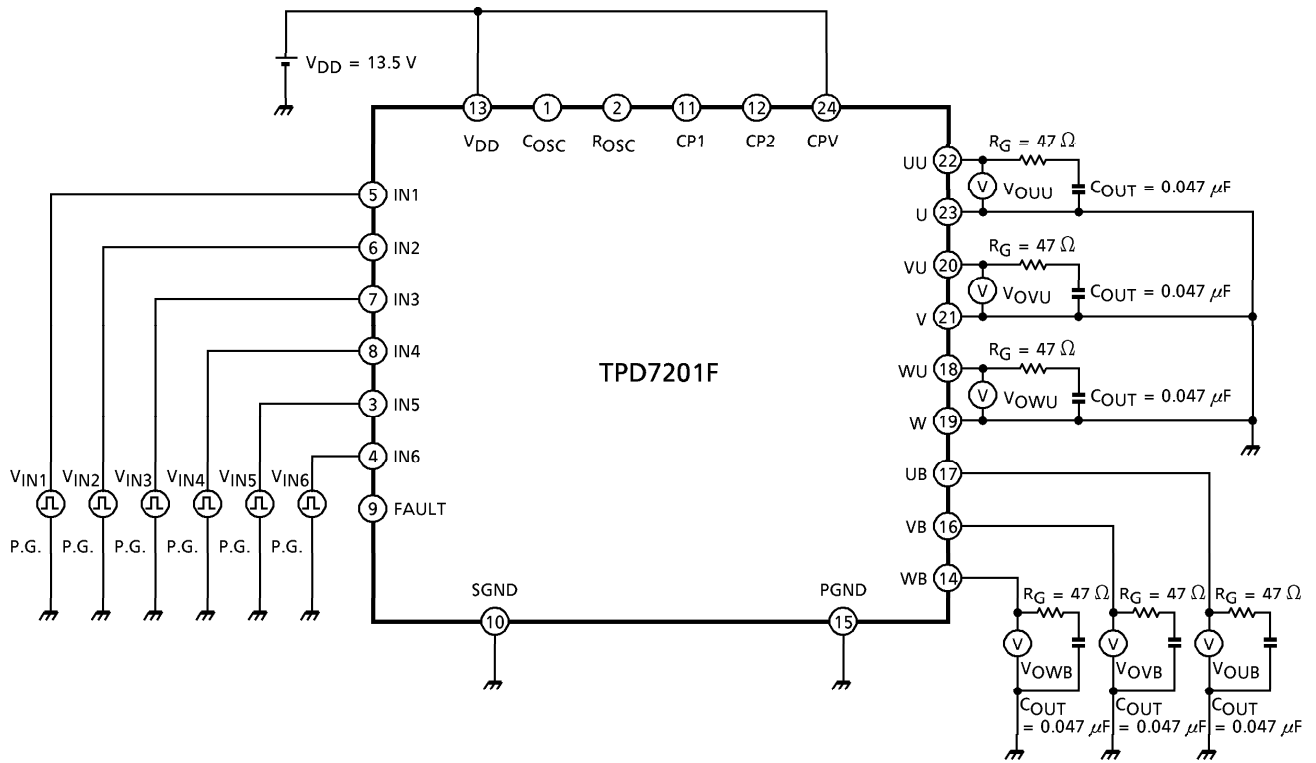 VDD = 13.5 V
13 1 2 11 12 24
VDD COSC ROSC CP1 CP2 CPV
5 IN1
6 IN2
7 IN3
8 IN4
3 IN5
4 IN6
9 FAULT
TPD7201F
UU 22
RG = 47 Ω
V VOUU
COUT = 0.047 μF
U 23
VU 20
RG = 47 Ω
V VOVU
COUT = 0.047 μF
V 21
WU 18
RG = 47 Ω
V VOWU
COUT = 0.047 μF
W 19
UB 17
VB 16
WB 14
VIN1 VIN2 VIN3 VIN4 VIN5 VIN6
P.G. P.G. P.G. P.G. P.G. P.G.
SGND
10
PGND
15
RG = 47 Ω RG = 47 Ω RG = 47 Ω
V V V
VOWB VOVB VOUB
COUT COUT COUT
= 0.047 μF = 0.047 μF = 0.047 μF